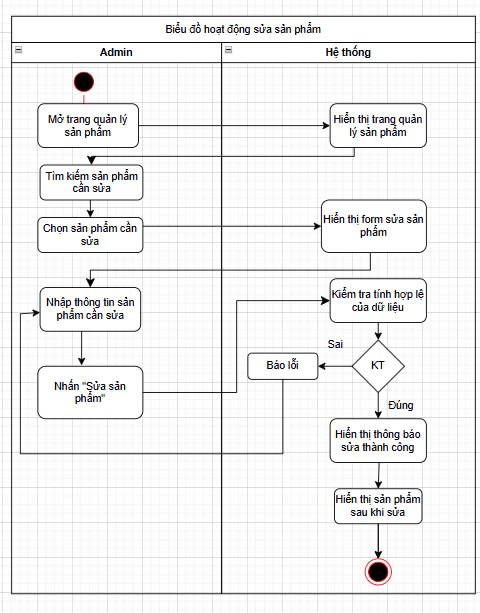 Biểu đồ hoạt động sửa sản phẩm
Admin
Hệ thống
Mở trang quản lý
sản phẩm
Hiển thị trang quản
lý sản phẩm
Tìm kiếm sản phẩm
cần sửa
Chọn sản phẩm cần
sửa
Hiển thị form sửa sản
phẩm
Nhập thông tin sản
phẩm cần sửa
Kiểm tra tính hợp lệ
của dữ liệu
Sai
Báo lỗi
KT
Nhấn "Sửa sản
phẩm"
Đúng
Hiển thị thông báo
sửa thành công
Hiển thị sản phẩm
sau khi sửa